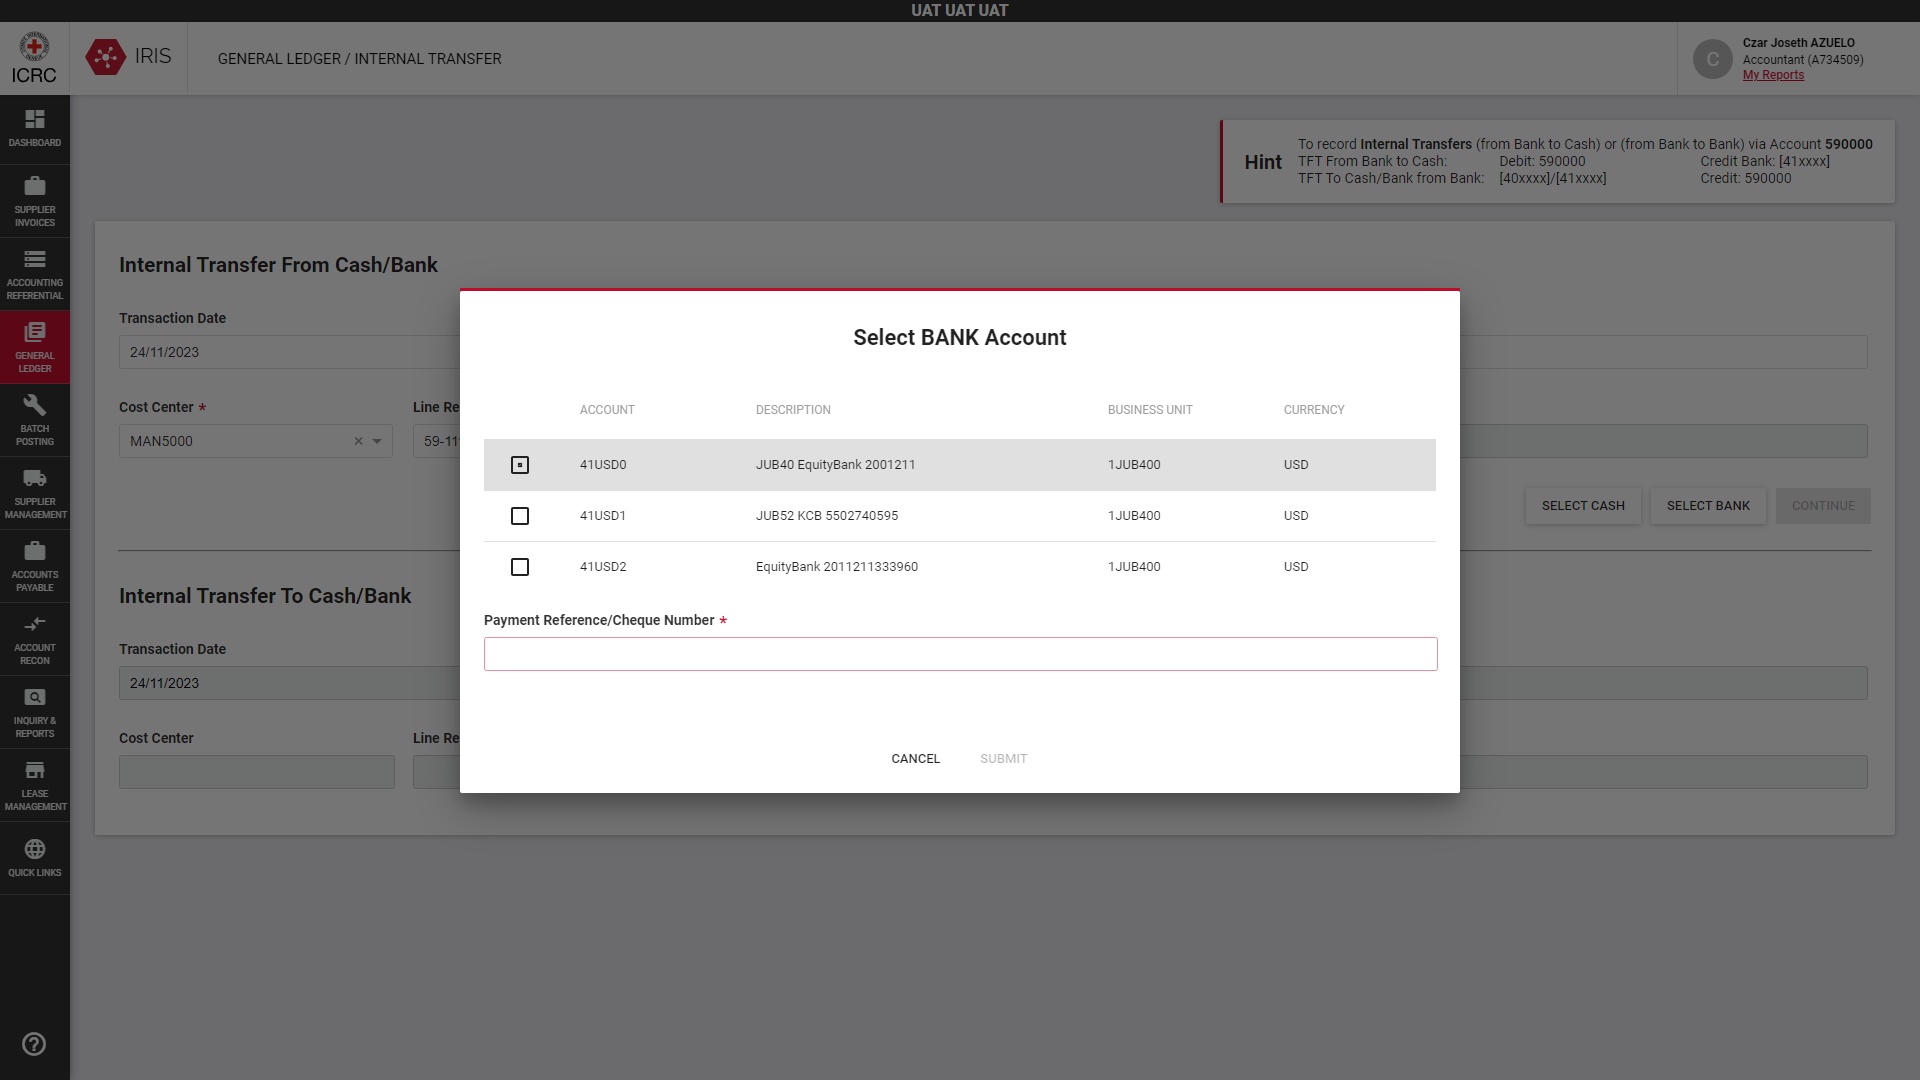 UAT UAT UAT
ICRC
IRIS
GENERAL LEDGER / INTERNAL TRANSFER
C
Czar Joseth AZUELO
Accountant (A734509)
My Reports
DASHBOARD
SUPPLIER
INVOICES
ACCOUNTING
REFERENTIAL
GENERAL
LEDGER
BATCH
POSTING
SUPPLIER
MANAGEMENT
ACCOUNTS
PAYABLE
ACCOUNT
RECON
INQUIRY &
REPORTS
LEASE
MANAGEMENT
QUICK LINKS
Hint
To record Internal Transfers (from Bank to Cash) or (from Bank to Bank) via Account 590000
TFT From Bank to Cash: Debit: 590000 Credit Bank: [41xxxx]
TFT To Cash/Bank from Bank: [40xxxx]/[41xxxx] Credit: 590000
Internal Transfer From Cash/Bank
Transaction Date
24/11/2023
Cost Center * Line Re
MAN5000 59-11
SELECT CASH SELECT BANK CONTINUE
Internal Transfer To Cash/Bank
Transaction Date
24/11/2023
Cost Center Line Re
Select BANK Account
ACCOUNT DESCRIPTION BUSINESS UNIT CURRENCY
41USD0 JUB40 EquityBank 2001211 1JUB400 USD
41USD1 JUB52 KCB 5502740595 1JUB400 USD
41USD2 EquityBank 2011211333960 1JUB400 USD
Payment Reference/Cheque Number *
CANCEL SUBMIT